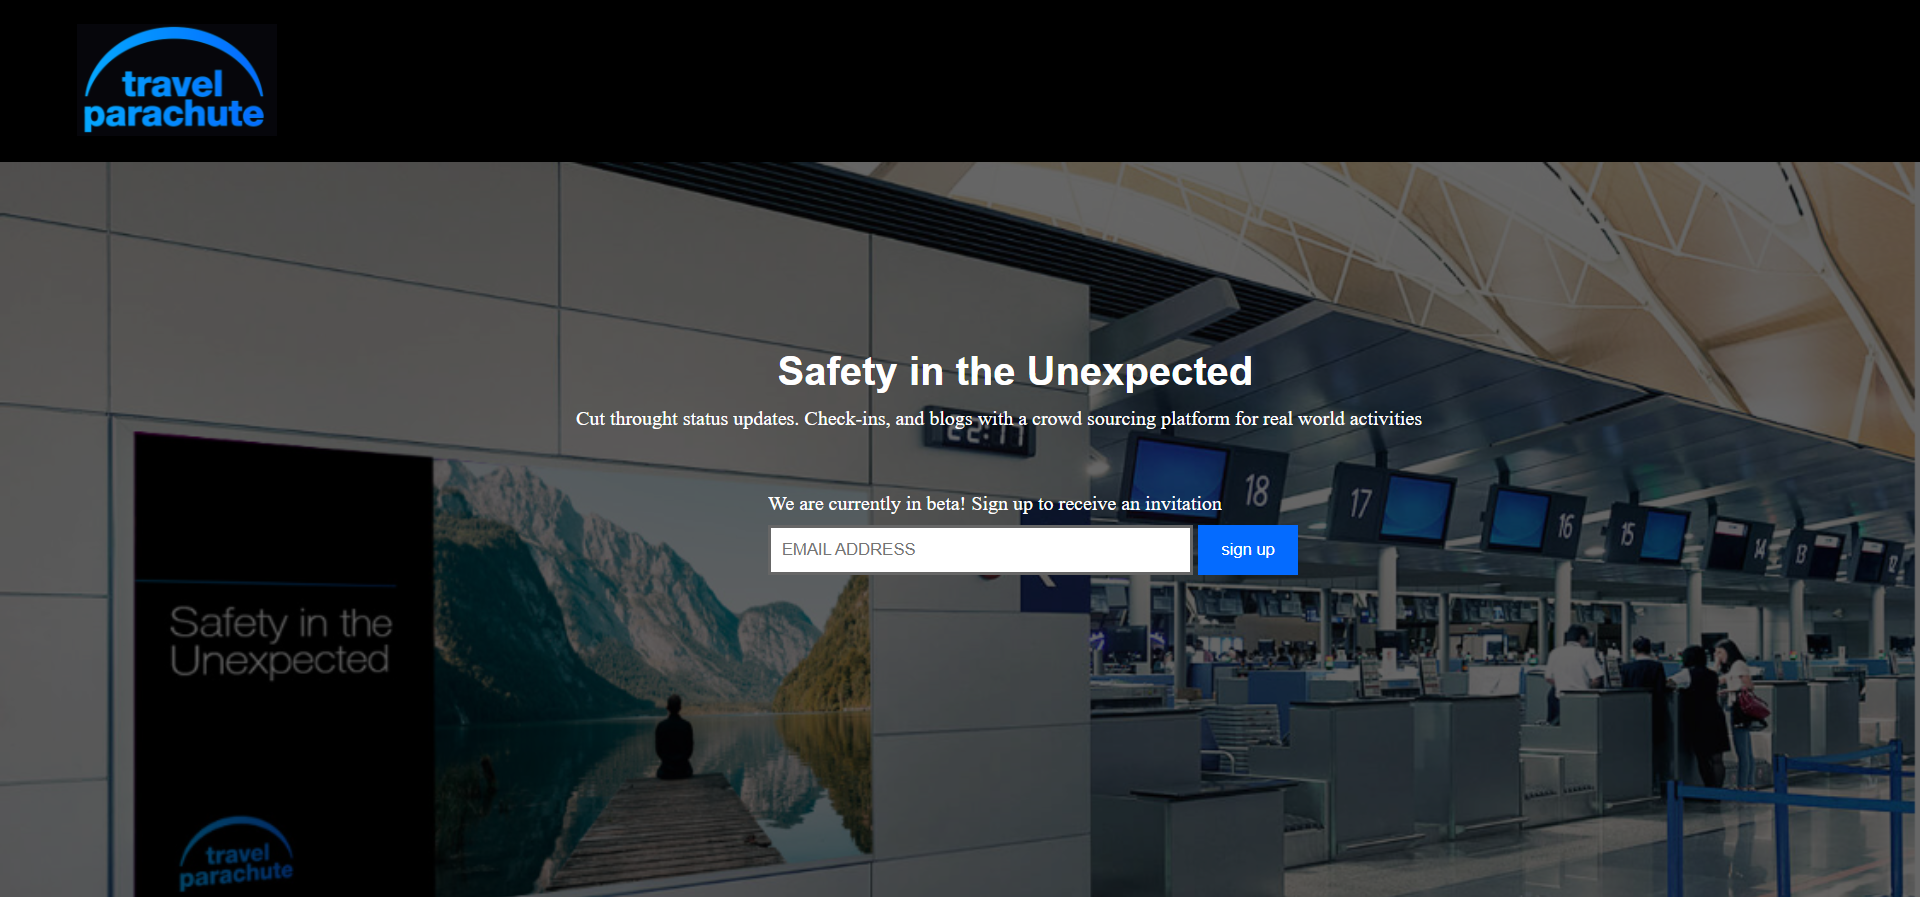 travel
parachute
Safety in the Unexpected
Cut throught status updates. Check-ins, and blogs with a crowd sourcing platform for real world activities
22:17
We are currently in beta! Sign up to receive an invitation
EMAIL ADDRESS
sign up
18
17
16
15
14
13
12
Safety in the
Unexpected
travel
parachute